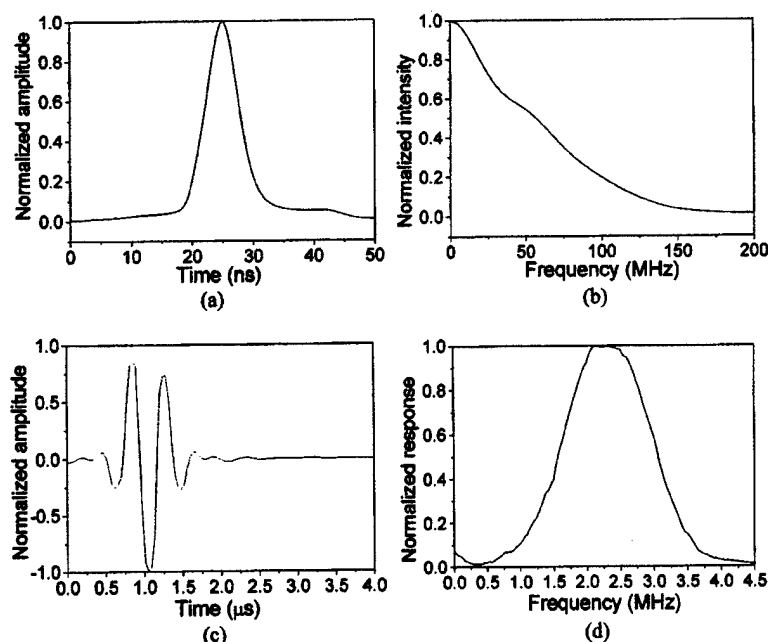 Normalized amplitude
1.0
0.8
0.6
0.4
0.2
0.0
0 10 20 30 40 50
Time (ns)
(a)
Normalized intensity
1.0
0.8
0.6
0.4
0.2
0.0
0 50 100 150 200
Frequency (MHz)
(b)
Normalized amplitude
1.0
0.5
0.0
-0.5
-1.0
0.0 0.5 1.0 1.5 2.0 2.5 3.0 3.5 4.0
Time (μs)
(c)
Normalized response
1.0
0.8
0.6
0.4
0.2
0.0
0.0 0.5 1.0 1.5 2.0 2.5 3.0 3.5 4.0 4.5
Frequency (MHz)
(d)